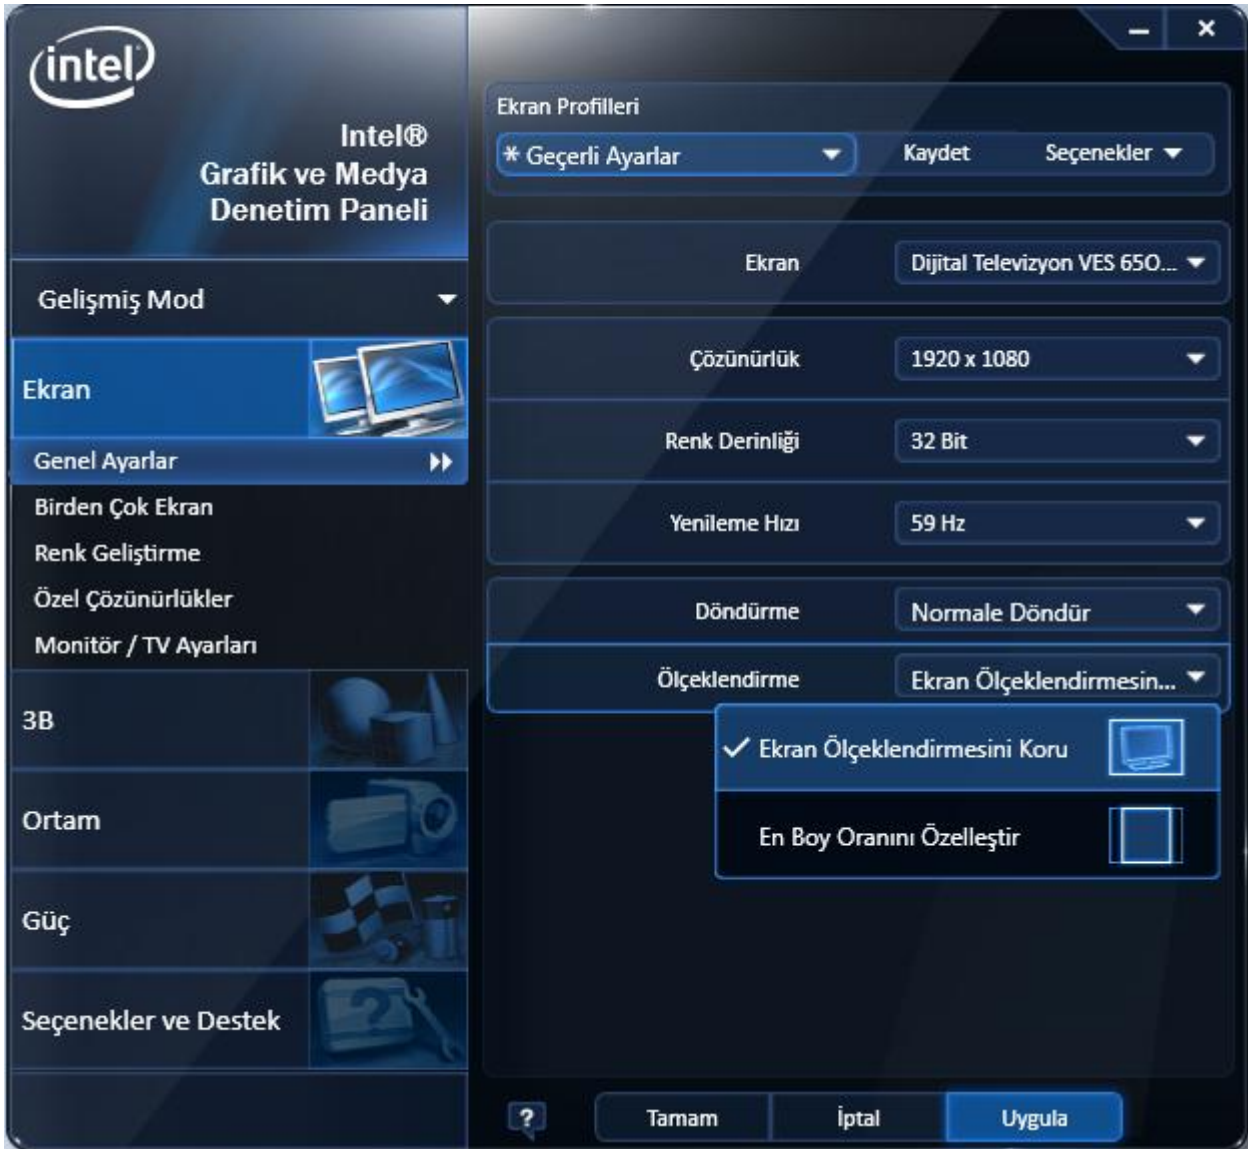 intel
Intel®
Grafik ve Medya
Denetim Paneli
Gelişmiş Mod
Ekran
Genel Ayarlar
Birden Çok Ekran
Renk Geliştirme
Özel Çözünürlükler
Monitör / TV Ayarları
3B
Ortam
Güç
Seçenekler ve Destek
Ekran Profilleri
* Geçerli Ayarlar Kaydet Seçenekler
Ekran Dijital Televizyon VES 65O...
Çözünürlük 1920 x 1080
Renk Derinliği 32 Bit
Yenileme Hızı 59 Hz
Döndürme Normale Döndür
Ölçeklendirme Ekran Ölçeklendirmesin...
Ekran Ölçeklendirmesini Koru
En Boy Oranını Özelleştir
? Tamam İptal Uygula